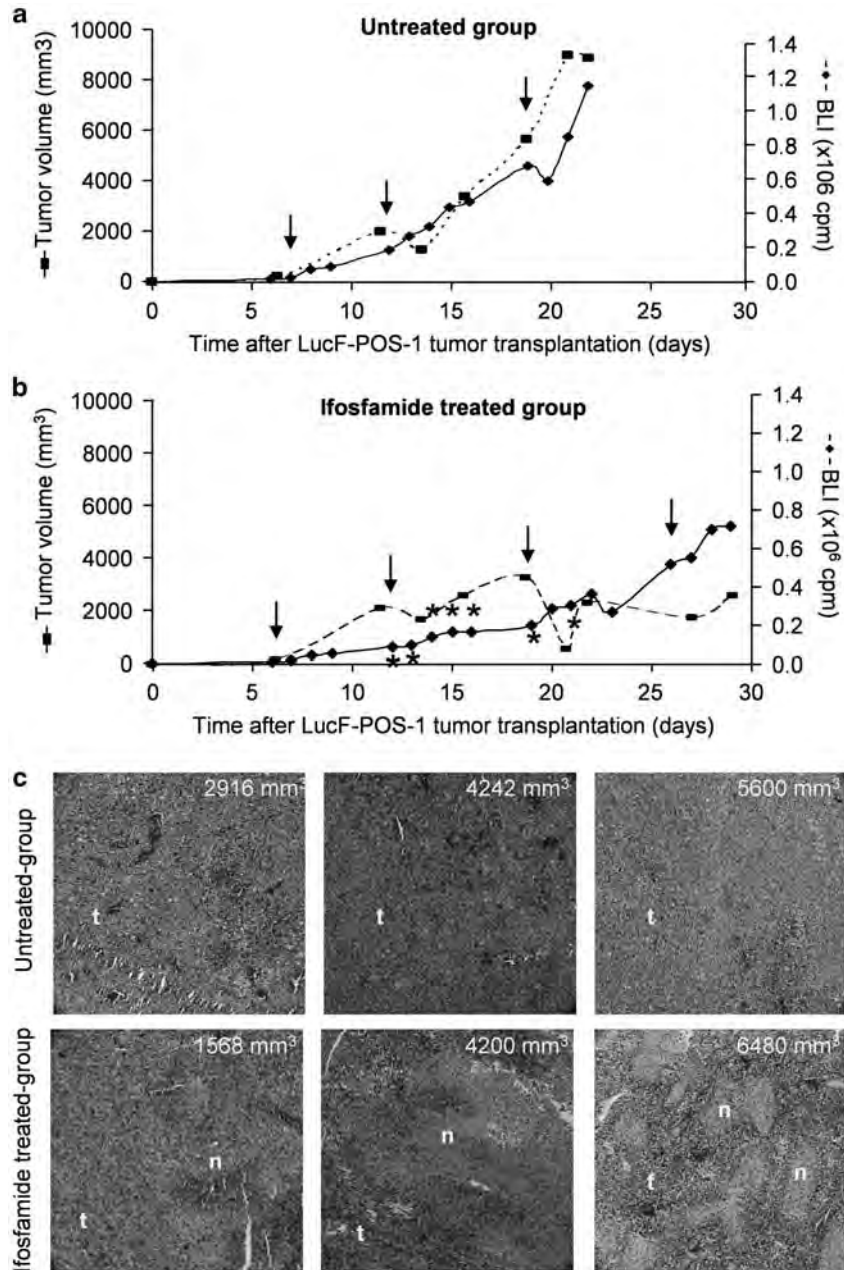 a
Untreated group
Tumor volume (mm3)
10000
8000
6000
4000
2000
0
1.4
1.2
1.0
0.8
0.6
0.4
0.2
0.0
BLI (x106 cpm)
0 5 10 15 20 25 30
Time after LucF-POS-1 tumor transplantation (days)
b
Ifosfamide treated group
Tumor volume (mm³)
10000
8000
6000
4000
2000
0
* * * * * * *
1.4
1.2
1.0
0.8
0.6
0.4
0.2
0.0
BLI (x10⁶ cpm)
0 5 10 15 20 25 30
Time after LucF-POS-1 tumor transplantation (days)
c
Untreated-group
2916 mm³
t
4242 mm³
t
5600 mm³
t
Ifosfamide treated-group
1568 mm³
n
t
4200 mm³
n
t
6480 mm³
n
t
n